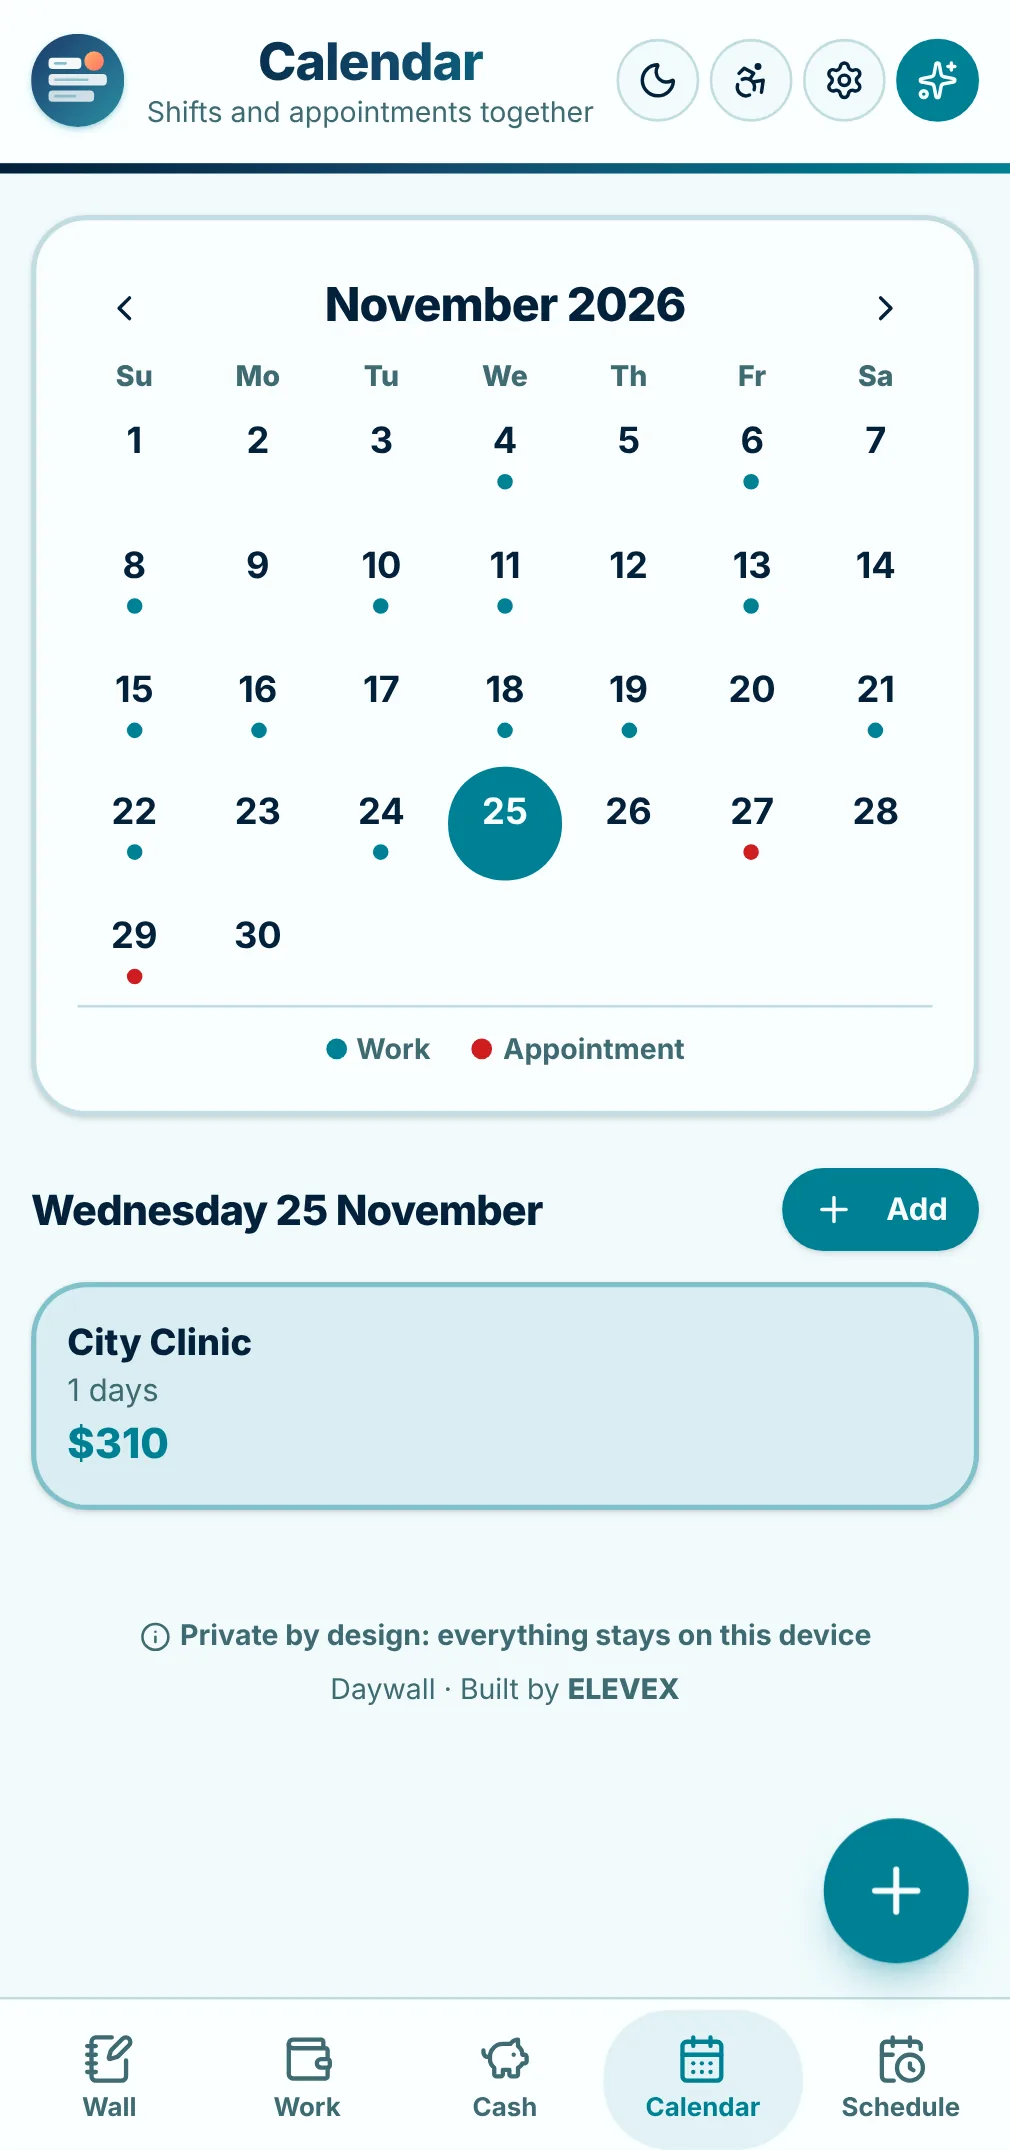 Calendar
Shifts and appointments together
November 2026
Su Mo Tu We Th Fr Sa
1 2 3 4 5 6 7
8 9 10 11 12 13 14
15 16 17 18 19 20 21
22 23 24 25 26 27 28
29 30
Work Appointment
Wednesday 25 November
Add
City Clinic
1 days
$310
Private by design: everything stays on this device
Daywall · Built by ELEVEX
Wall Work Cash Calendar Schedule